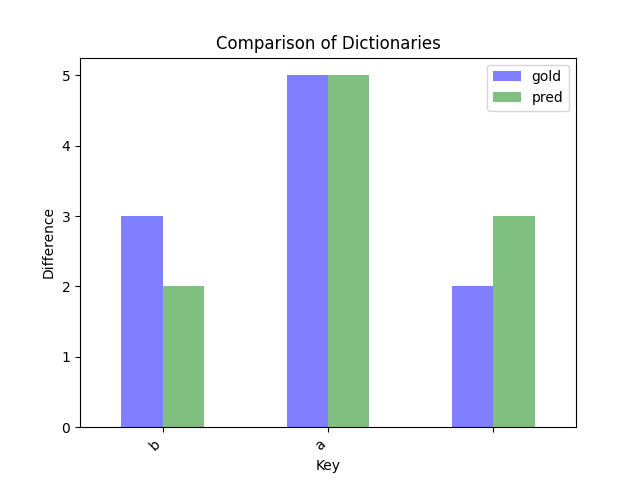 Comparison of Dictionaries
gold
pred
5
4
3
2
1
0
Difference
b
a
Key